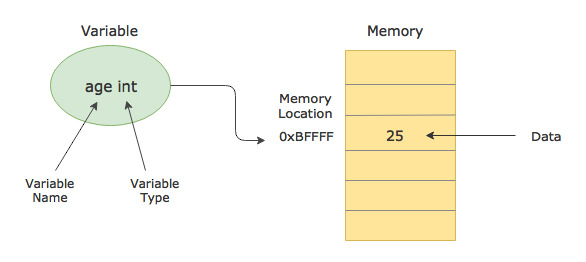 Variable
Memory
age int
Memory
Location
0xBFFFF
25
Data
Variable
Name
Variable
Type